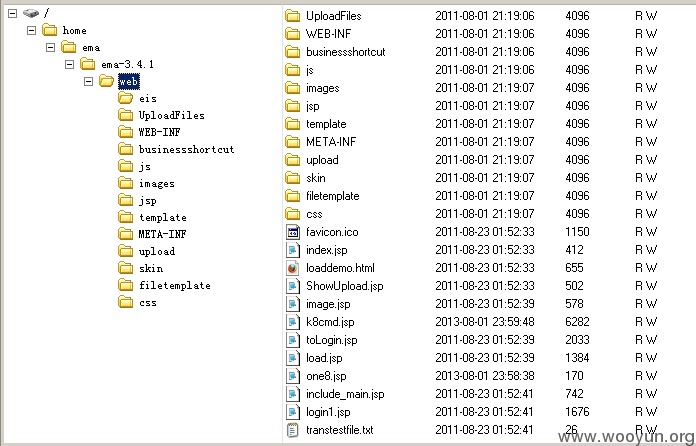 /
home
ema
ema-3.4.1
web
eis
UploadFiles
WEB-INF
businessshortcut
js
images
jsp
template
META-INF
upload
skin
filetemplate
css
UploadFiles 2011-08-01 21:19:06 4096 R W
WEB-INF 2011-08-01 21:19:06 4096 R W
businessshortcut 2011-08-01 21:19:06 4096 R W
js 2011-08-01 21:19:06 4096 R W
images 2011-08-01 21:19:07 4096 R W
jsp 2011-08-01 21:19:07 4096 R W
template 2011-08-01 21:19:07 4096 R W
META-INF 2011-08-01 21:19:07 4096 R W
upload 2011-08-01 21:19:07 4096 R W
skin 2011-08-01 21:19:07 4096 R W
filetemplate 2011-08-01 21:19:07 4096 R W
css 2011-08-01 21:19:07 4096 R W
favicon.ico 2011-08-23 01:52:33 1150 R W
index.jsp 2011-08-23 01:52:33 412 R W
loaddemo.html 2011-08-23 01:52:33 655 R W
ShowUpload.jsp 2011-08-23 01:52:33 502 R W
image.jsp 2011-08-23 01:52:39 578 R W
k8cmd.jsp 2013-08-01 23:59:48 6282 R W
toLogin.jsp 2011-08-23 01:52:39 2033 R W
load.jsp 2011-08-23 01:52:39 1384 R W
one8.jsp 2013-08-01 23:58:38 170 R W
include_main.jsp 2011-08-23 01:52:41 742 R W
login1.jsp 2011-08-23 01:52:41 1676 R W
transtestfile.txt 2011-08-23 01:52:41 26 R W
www.wooyun.org